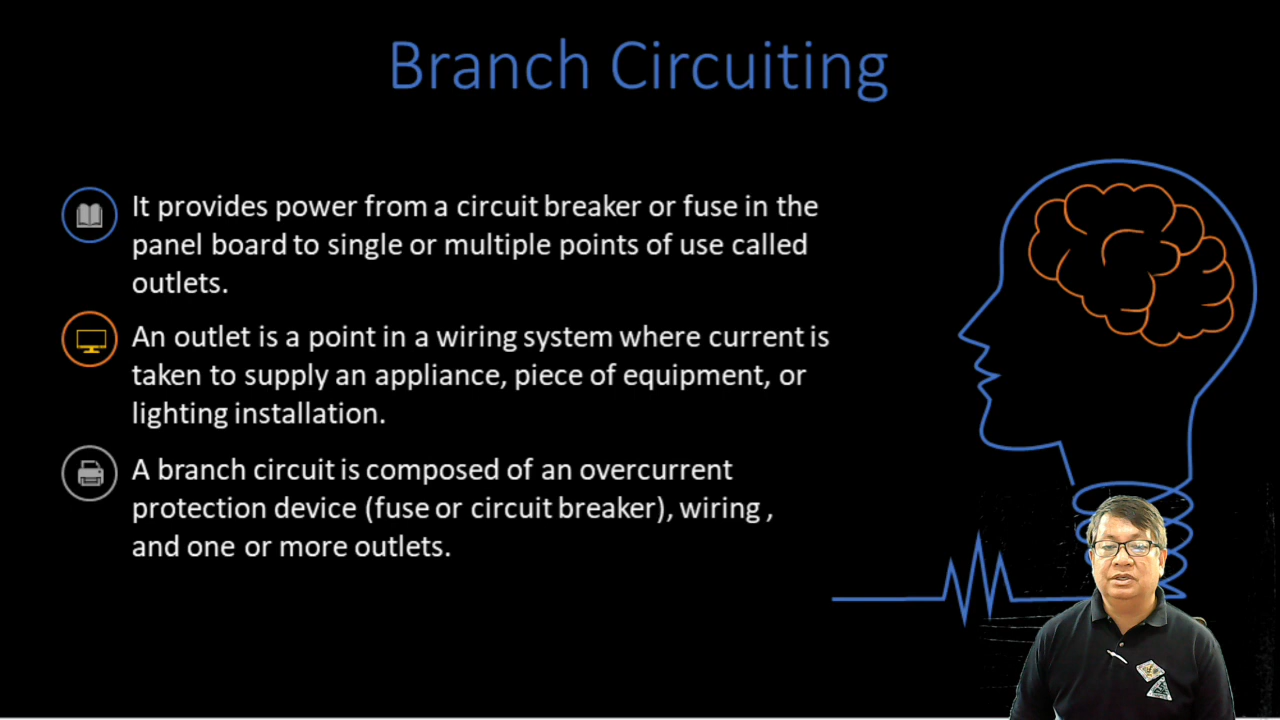 Branch Circuiting
It provides power from a circuit breaker or fuse in the
panel board to single or multiple points of use called
outlets.
An outlet is a point in a wiring system where current is
taken to supply an appliance, piece of equipment, or
lighting installation.
A branch circuit is composed of an overcurrent
protection device (fuse or circuit breaker), wiring ,
and one or more outlets.